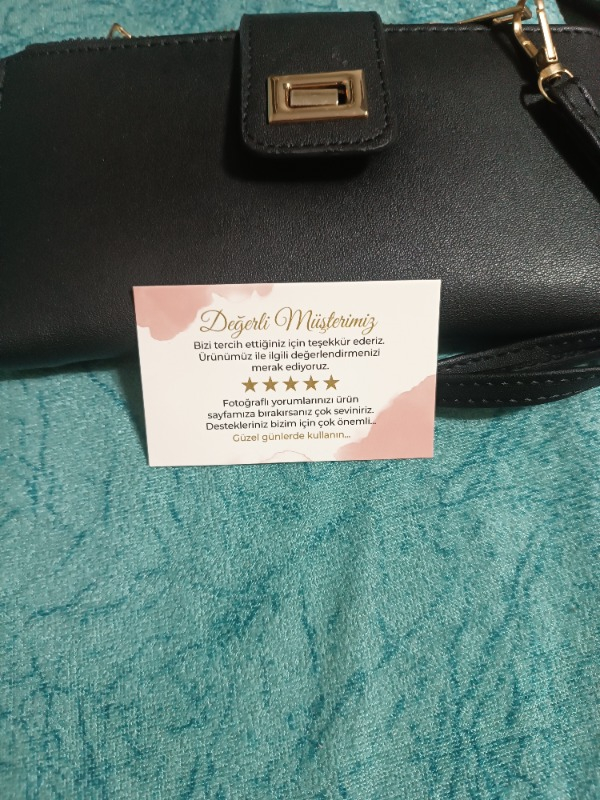 Değerli Müşterimiz
Bizi tercih ettiğiniz için teşekkür ederiz.
Ürünümüz ile ilgili değerlendirmenizi
merak ediyoruz.
Fotoğraflı yorumlarınızı ürün
sayfamıza bırakırsanız çok seviniriz.
Destekleriniz bizim için çok önemli...
Güzel günlerde kullanın...